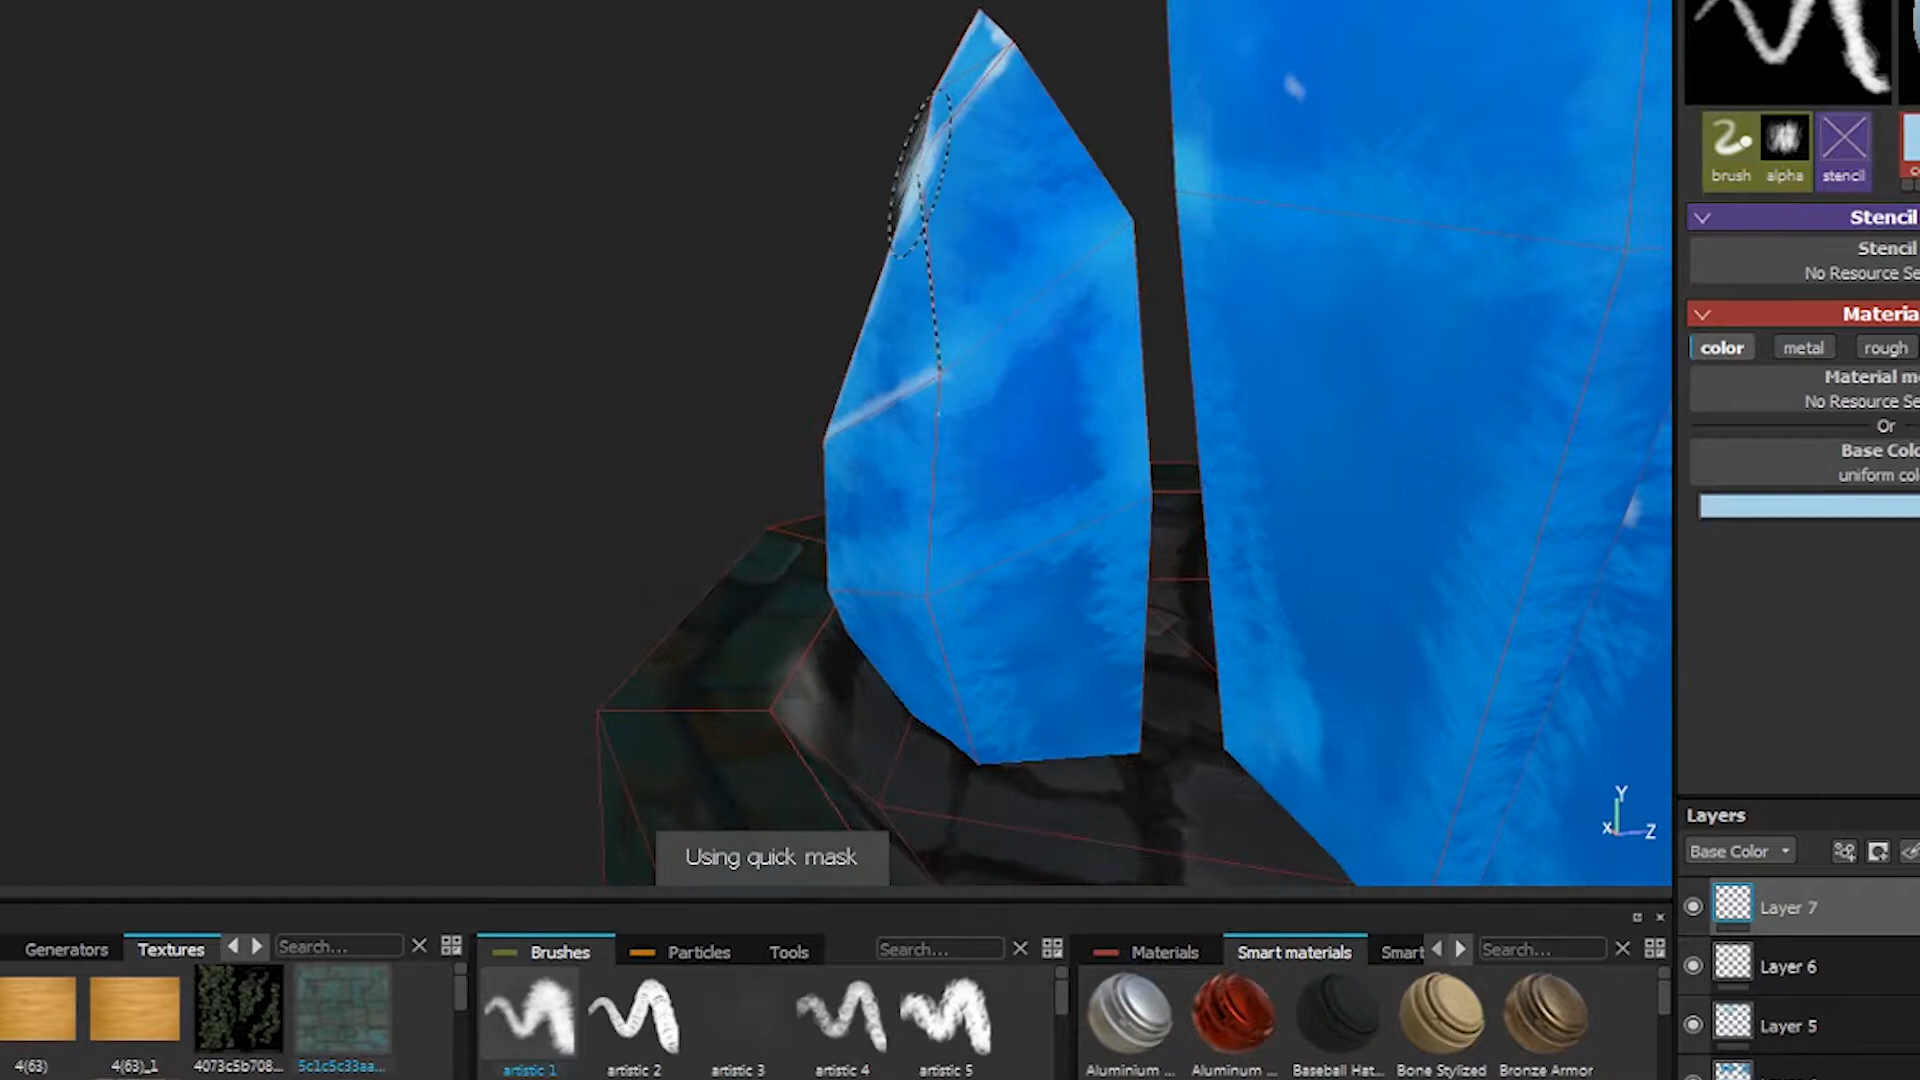 brush alpha stencil
Stencil
Stencil
No Resource Se
Materia
color metal rough
Material m
No Resource Se
Or
Base Colo
uniform col
Y
X Z
Using quick mask
Layers
Base Color
Layer 7
Layer 6
Layer 5
Generators Textures Search...
4(63) 4(63)_1 4073c5b708... 5c1c5c33aa...
Brushes Particles Tools Search...
artistic 1 artistic 2 artistic 3 artistic 4 artistic 5
Materials Smart materials Smart Search...
Aluminium ... Aluminum ... Baseball Hat... Bone Stylized Bronze Armor